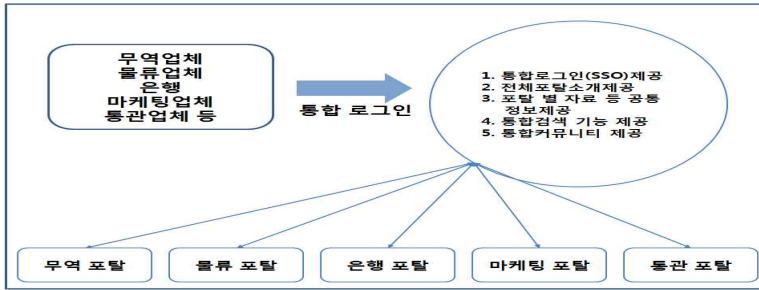 무역업체
물류업체
은행
마케팅업체
통관업체 등
통합 로그인
1. 통합로그인(SSO)제공
2. 전체포탈소개제공
3. 포탈 별 자료 등 공통
정보제공
4. 통합검색 기능 제공
5. 통합커뮤니티 제공
무역 포탈
물류 포탈
은행 포탈
마케팅 포탈
통관 포탈